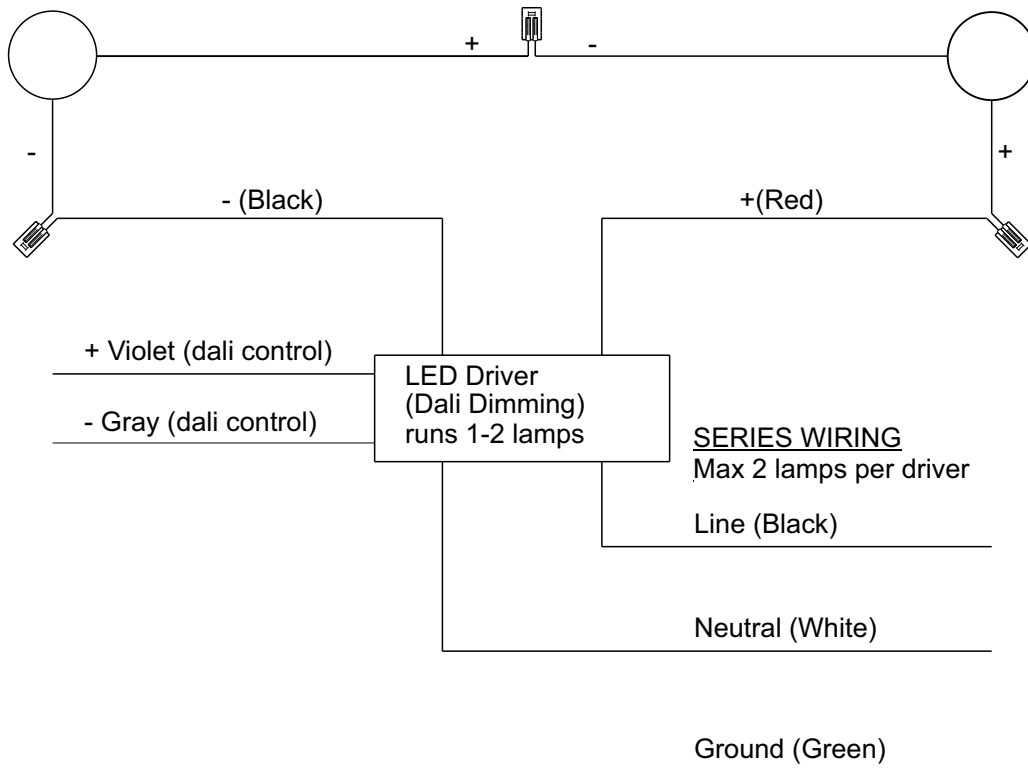 +
-
-
+
- (Black)
+(Red)
+ Violet (dali control)
- Gray (dali control)
LED Driver
(Dali Dimming)
runs 1-2 lamps
SERIES WIRING
Max 2 lamps per driver
Line (Black)
Neutral (White)
Ground (Green)